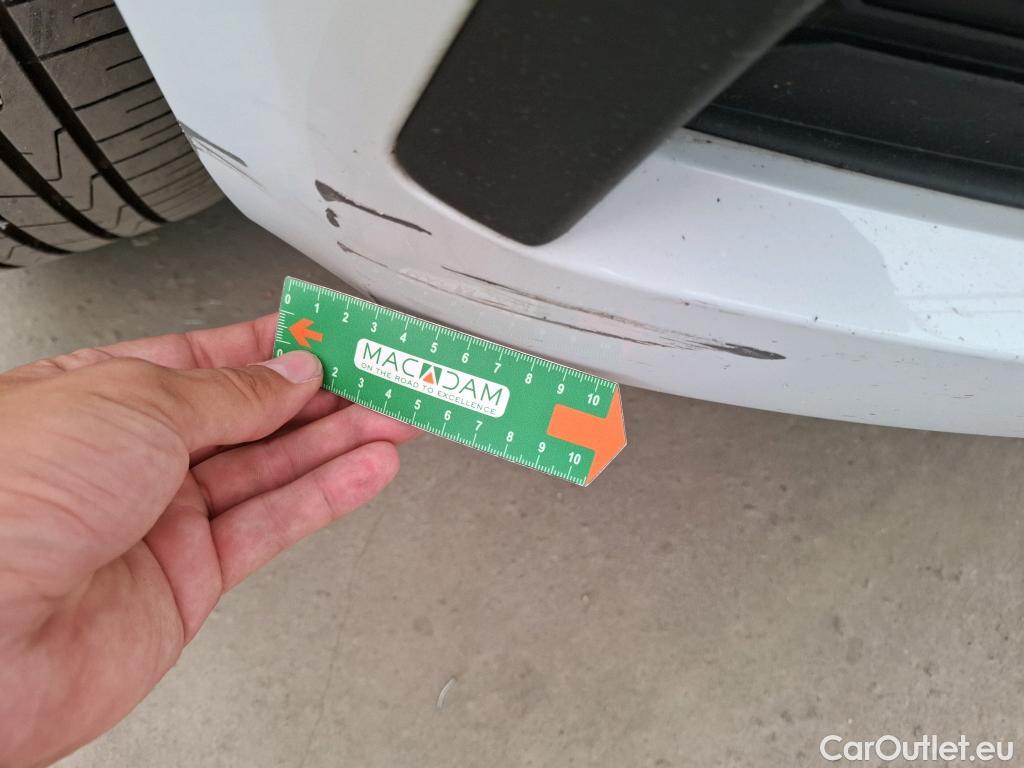 0 1 2 3 4 5 6 7 8 9 10
MACADAM
ON THE ROAD TO EXCELLENCE
0 2 3 4 5 6 7 8 9 10
CarOutlet.eu